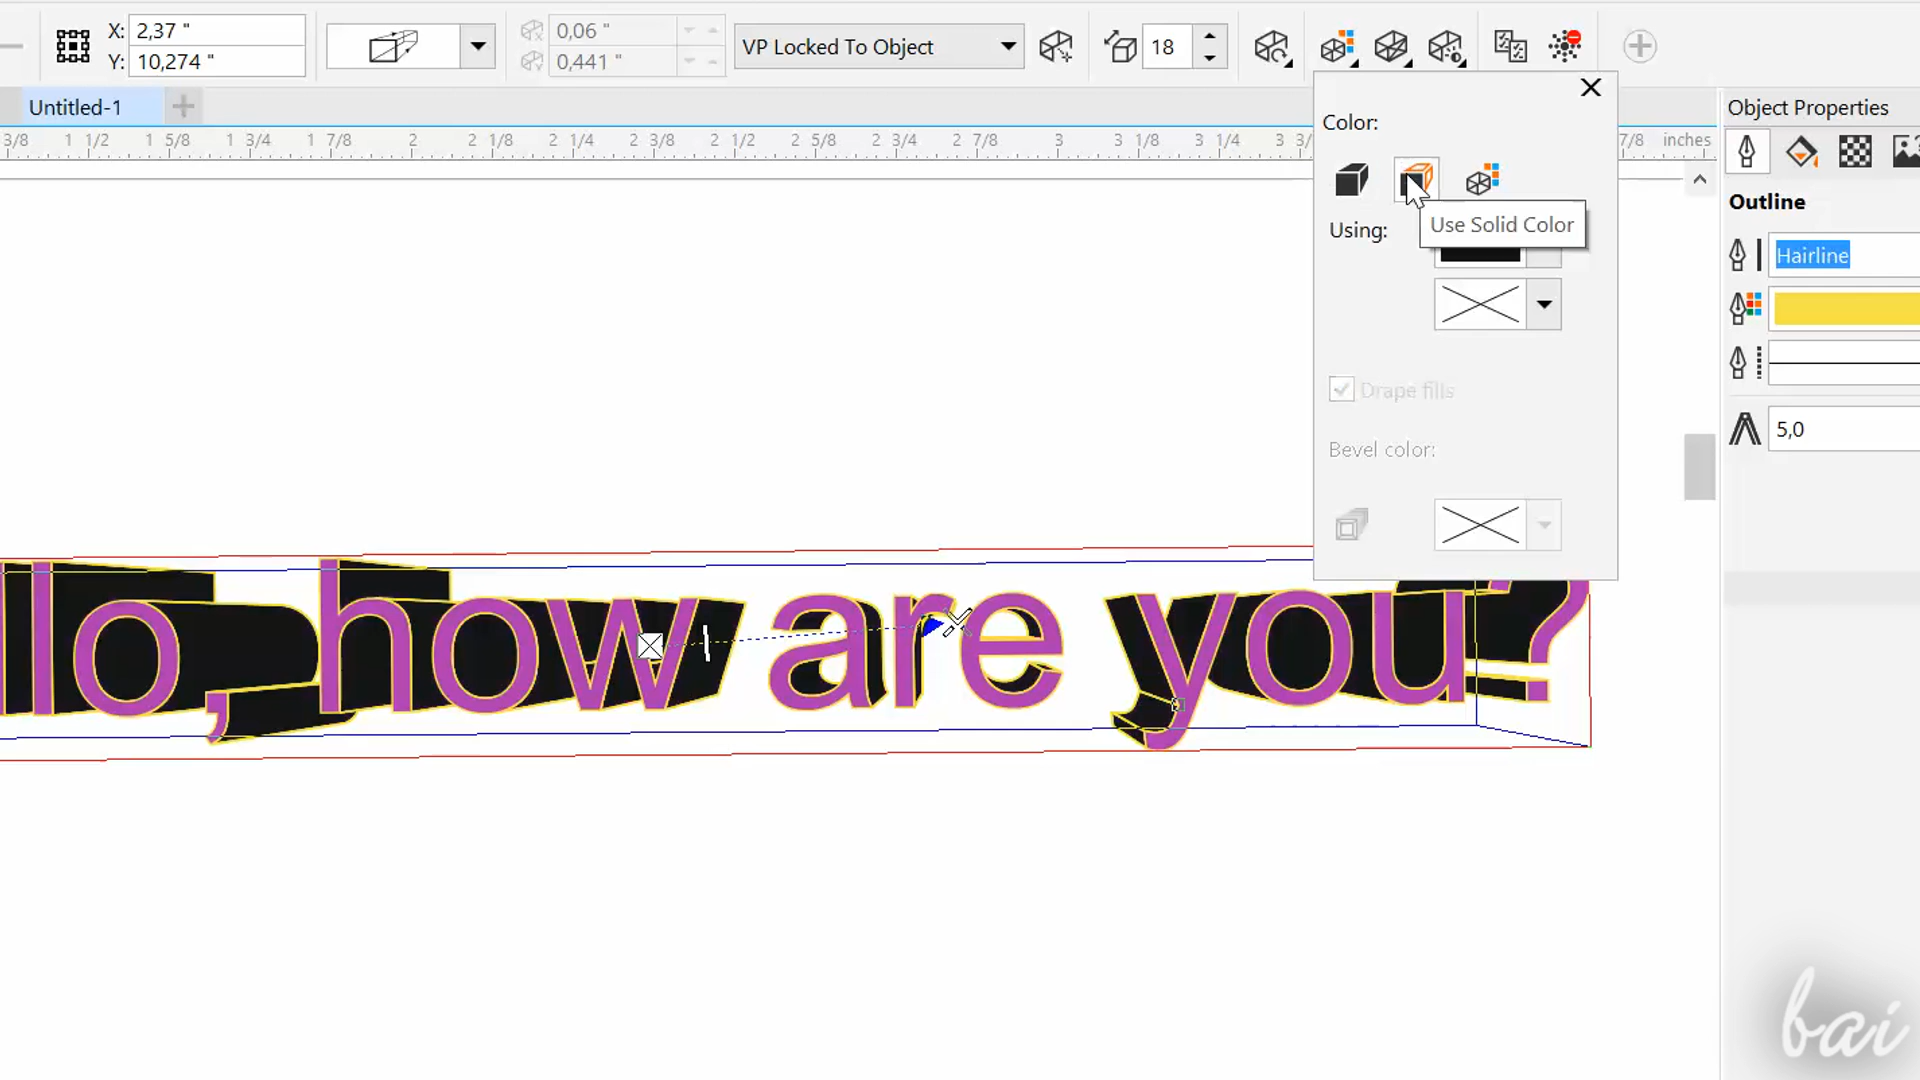 X: 2,37 "
Y: 10,274 "
0,06 "
0,441 "
VP Locked To Object
18
Untitled-1
3/8 1 1/2 1 5/8 1 3/4 1 7/8 2 2 1/8 2 1/4 2 3/8 2 1/2 2 5/8 2 3/4 2 7/8 3 3 1/8 3 1/4 3 3/ 7/8 inches
Color:
Use Solid Color
Using:
Drape fills
Bevel color:
Object Properties
Outline
Hairline
5,0
llo, how are you?
bai